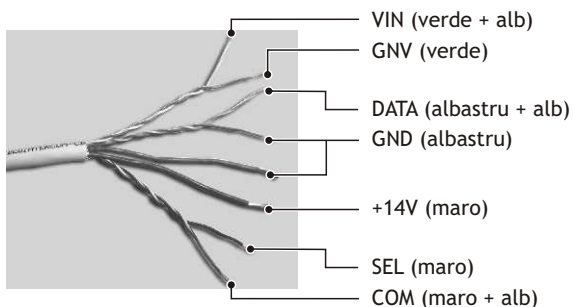 VIN (verde + alb)
GNV (verde)
DATA (albastru + alb)
GND (albastru)
+14V (maro)
SEL (maro)
COM (maro + alb)